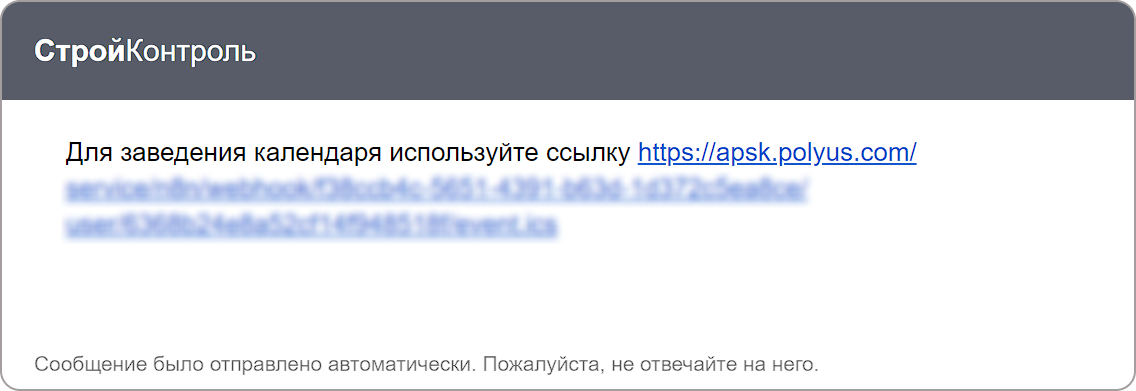 СтройКонтроль
Для заведения календаря используйте ссылку https://apsk.polyus.com/
Сообщение было отправлено автоматически. Пожалуйста, не отвечайте на него.